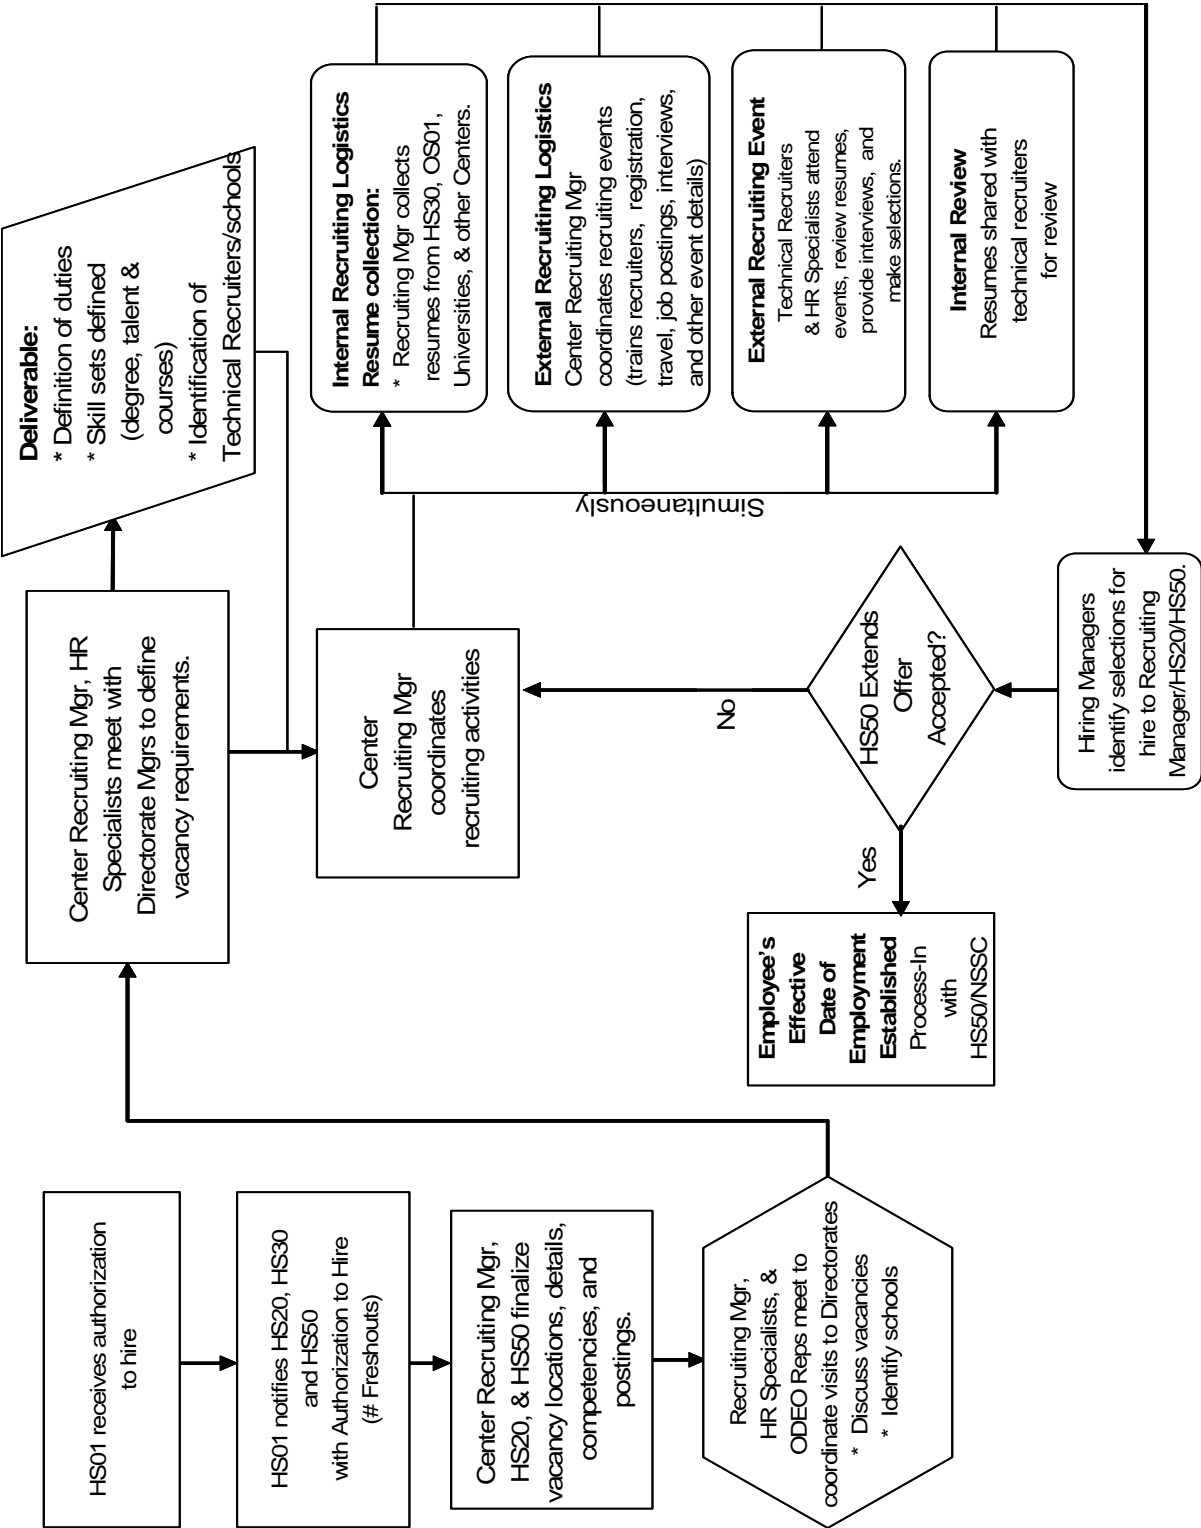 HS01 receives authorization
to hire
HS01 notifies HS20, HS30
and HS50
with Authorization to Hire
(# Freshouts)
Center Recruiting Mgr,
HS20, & HS50 finalize
vacancy locations, details,
competencies, and
postings.
Recruiting Mgr,
HR Specialists, &
ODEO Reps meet to
coordinate visits to Directorates
* Discuss vacancies
* Identify schools
Center Recruiting Mgr, HR
Specialists meet with
Directorate Mgrs to define
vacancy requirements.
Deliverable:
* Definition of duties
* Skill sets defined
(degree, talent &
courses)
* Identification of
Technical Recruiters/schools
Center
Recruiting Mgr
coordinates
recruiting activities
Simultaneously
Internal Recruiting Logistics
Resume collection:
* Recruiting Mgr collects
resumes from HS30, OS01,
Universities, & other Centers.
External Recruiting Logistics
Center Recruiting Mgr
coordinates recruiting events
(trains recruiters, registration,
travel, job postings, interviews,
and other event details)
External Recruiting Event
Technical Recruiters
& HR Specialists attend
events, review resumes,
provide interviews, and
make selections.
Internal Review
Resumes shared with
technical recruiters
for review
Hiring Managers
identify selections for
hire to Recruiting
Manager/HS20/HS50.
HS50 Extends
Offer
Accepted?
No
Yes
Employee's
Effective
Date of
Employment
Established
Process-In
with
HS50/NSSC